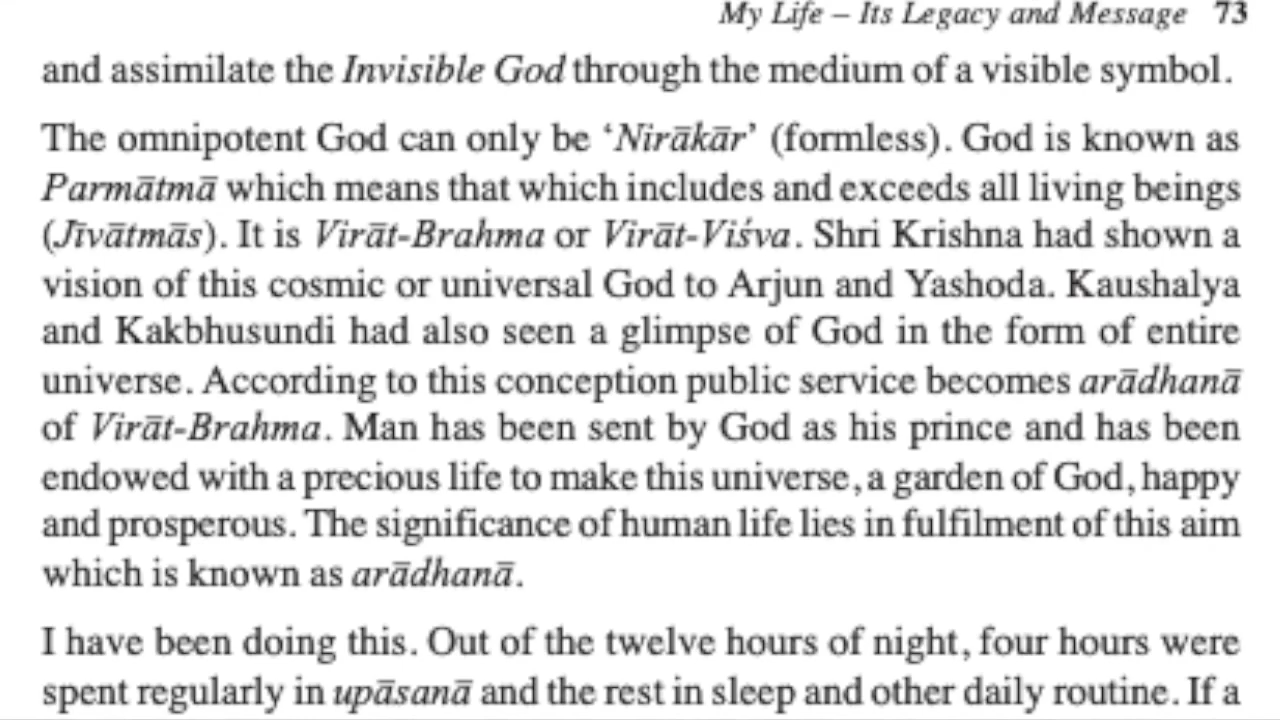 My Life – Its Legacy and Message 73
and assimilate the Invisible God through the medium of a visible symbol.
The omnipotent God can only be ‘Nirākār’ (formless). God is known as
Parmātmā which means that which includes and exceeds all living beings
(Jīvātmās). It is Virāt-Brahma or Virāt-Viśva. Shri Krishna had shown a
vision of this cosmic or universal God to Arjun and Yashoda. Kaushalya
and Kakbhusundi had also seen a glimpse of God in the form of entire
universe. According to this conception public service becomes arādhanā
of Virāt-Brahma. Man has been sent by God as his prince and has been
endowed with a precious life to make this universe, a garden of God, happy
and prosperous. The significance of human life lies in fulfilment of this aim
which is known as arādhanā.
I have been doing this. Out of the twelve hours of night, four hours were
spent regularly in upāsanā and the rest in sleep and other daily routine. If a